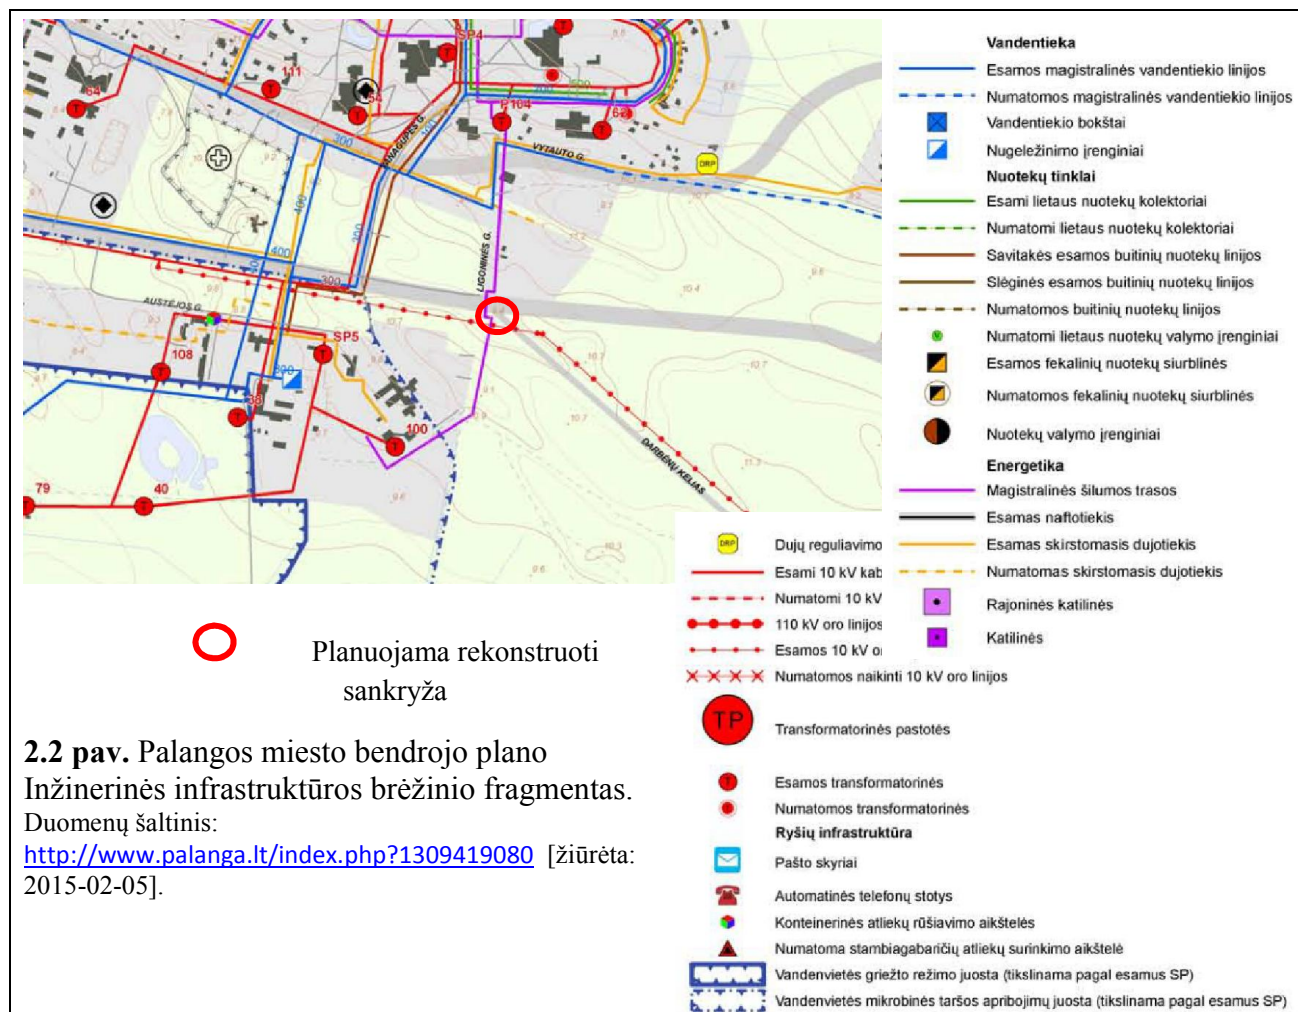 SP4
111
64
54
P104
62
300
VANAGUPĖS G.
VYTAUTO G.
DRP
400
300
400
300
LIGONINĖS G.
AUSTĖJOS G.
SP5
108
38
100
79
40
DARBĖNŲ KELIAS
Vandentieka
Esamos magistralinės vandentiekio linijos
Numatomos magistralinės vandentiekio linijos
Vandentiekio bokštai
Nugeležinimo įrenginiai
Nuotekų tinklai
Esami lietaus nuotekų kolektoriai
Numatomi lietaus nuotekų kolektoriai
Savitakės esamos buitinių nuotekų linijos
Slėginės esamos buitinių nuotekų linijos
Numatomos buitinių nuotekų linijos
Numatomi lietaus nuotekų valymo įrenginiai
Esamos fekalinių nuotekų siurblinės
Numatomos fekalinių nuotekų siurblinės
Nuotekų valymo įrenginiai
Energetika
Magistralinės šilumos trasos
Esamas naftotiekis
Esamas skirstomasis dujotiekis
Numatomas skirstomasis dujotiekis
Rajoninės katilinės
Katilinės
DRP Dujų reguliavimo
Esami 10 kV kab
Numatomi 10 kV
110 kV oro linijos
Esamos 10 kV o
Numatomos naikinti 10 kV oro linijos
TP Transformatorinės pastotės
T Esamos transformatorinės
Numatomos transformatorinės
Ryšių infrastruktūra
Pašto skyriai
Automatinės telefonų stotys
Konteinerinės atliekų rūšiavimo aikštelės
Numatoma stambiagabaričių atliekų surinkimo aikštelė
Vandenvietės griežto režimo juosta (tikslinama pagal esamus SP)
Vandenvietės mikrobinės taršos apribojimų juosta (tikslinama pagal esamus SP)
Planuojama rekonstruoti
sankryža
2.2 pav. Palangos miesto bendrojo plano
Inžinerinės infrastruktūros brėžinio fragmentas.
Duomenų šaltinis:
http://www.palanga.lt/index.php?1309419080 [žiūrėta:
2015-02-05].